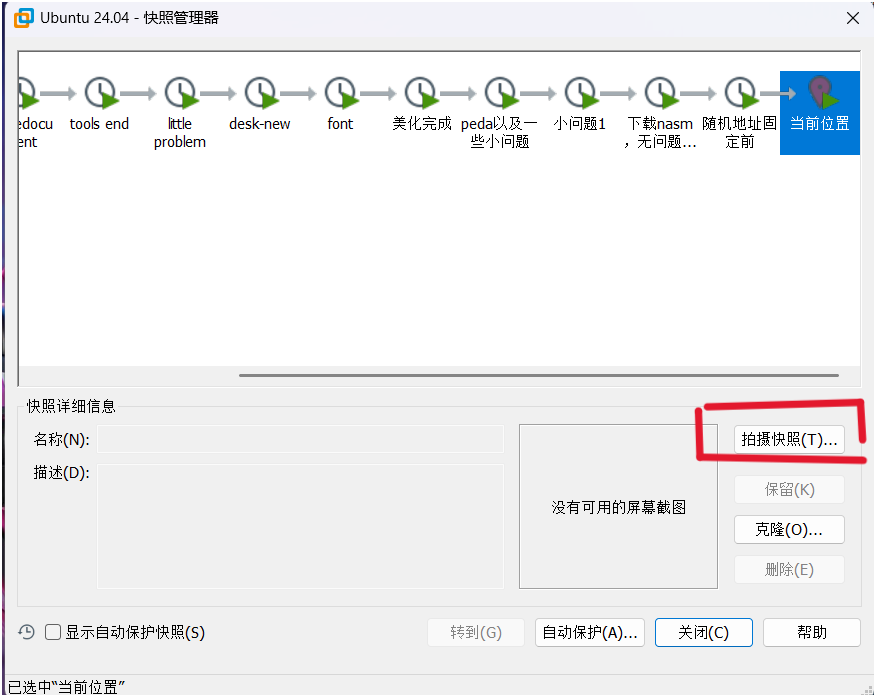 Ubuntu 24.04 - 快照管理器
edocu
ent
tools end
little
problem
desk-new
font
美化完成
peda以及一
些小问题
小问题1
下载nasm
，无问题...
随机地址固
定前
当前位置
快照详细信息
名称(N):
描述(D):
没有可用的屏幕截图
拍摄快照(T)...
保留(K)
克隆(O)...
删除(E)
显示自动保护快照(S)
转到(G)
自动保护(A)...
关闭(C)
帮助
已选中“当前位置”